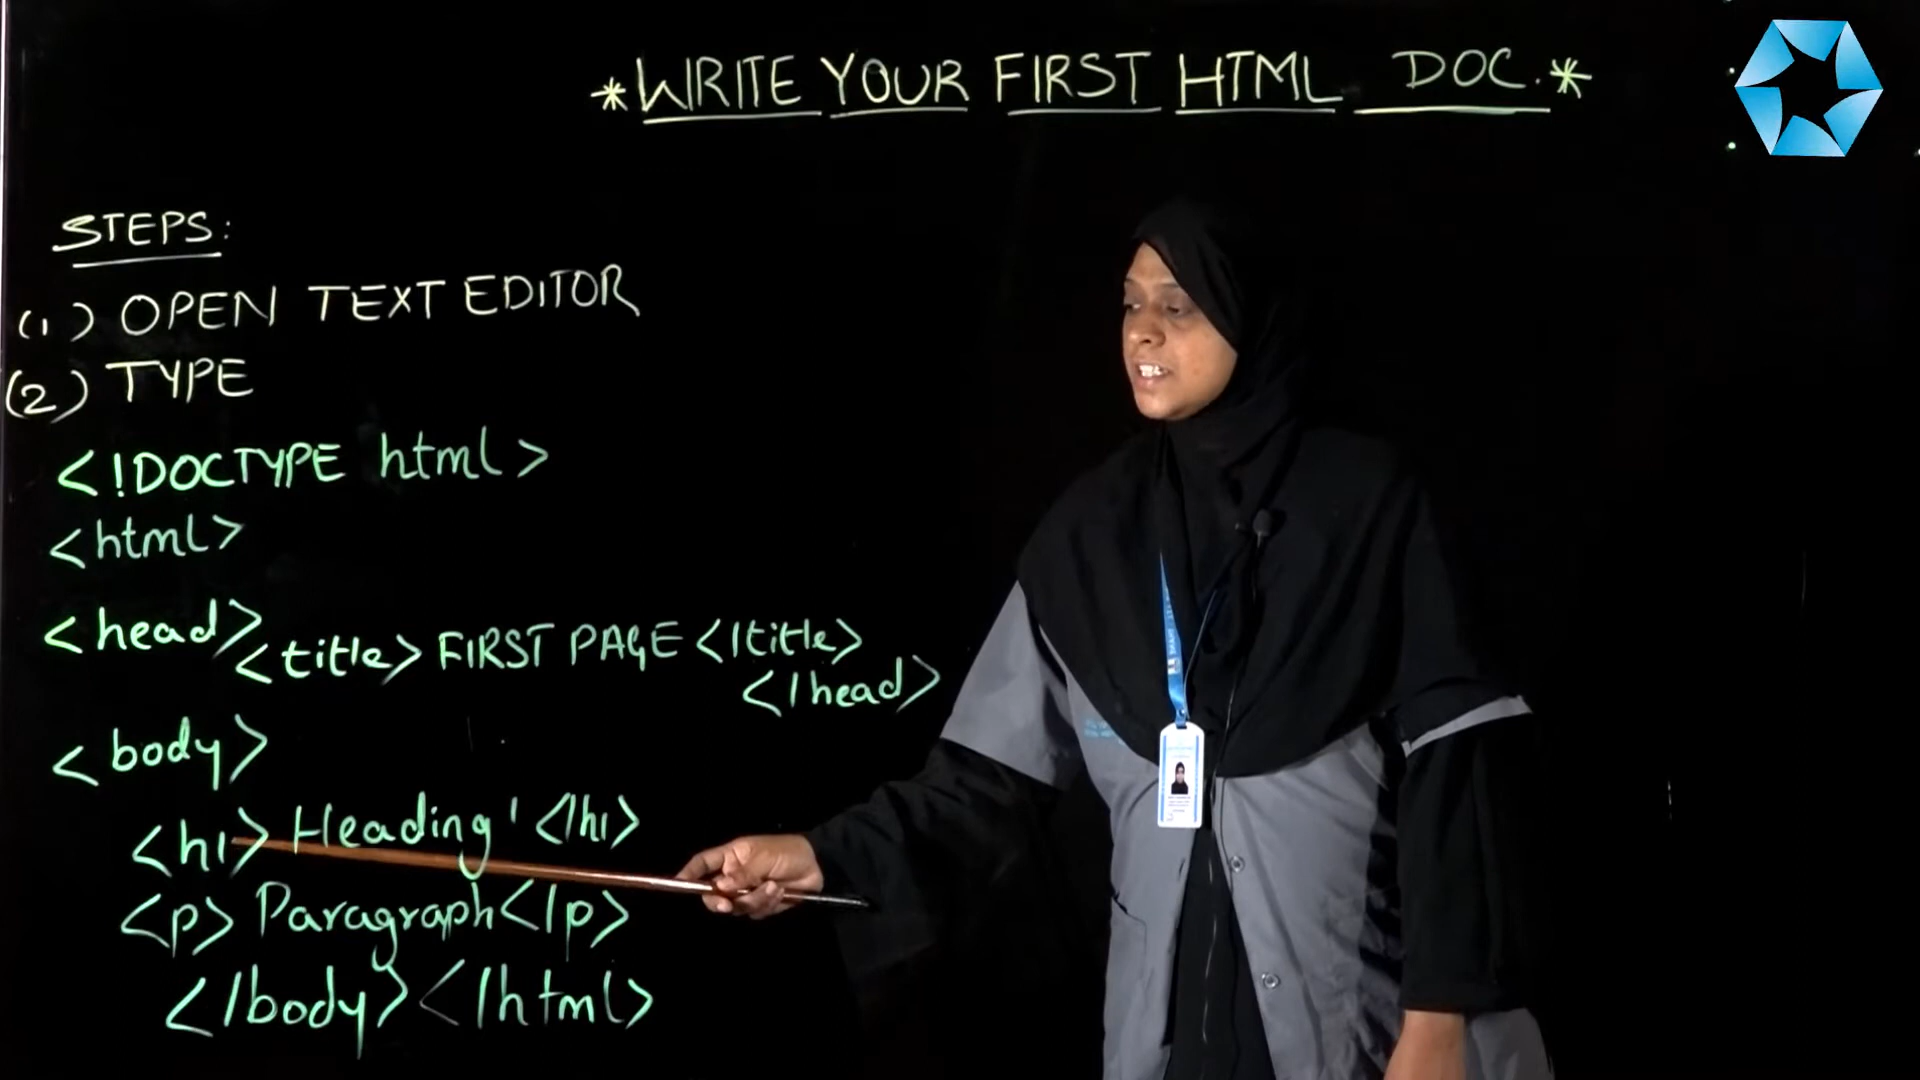 *WRITE YOUR FIRST HTML DOC.*
STEPS:
(1) OPEN TEXT EDITOR
(2) TYPE
<!DOCTYPE html>
<html>
<head><title>FIRST PAGE</title>
</head>
<body>
<h1>Heading'</h1>
<p>Paragraph</p>
</body></html>